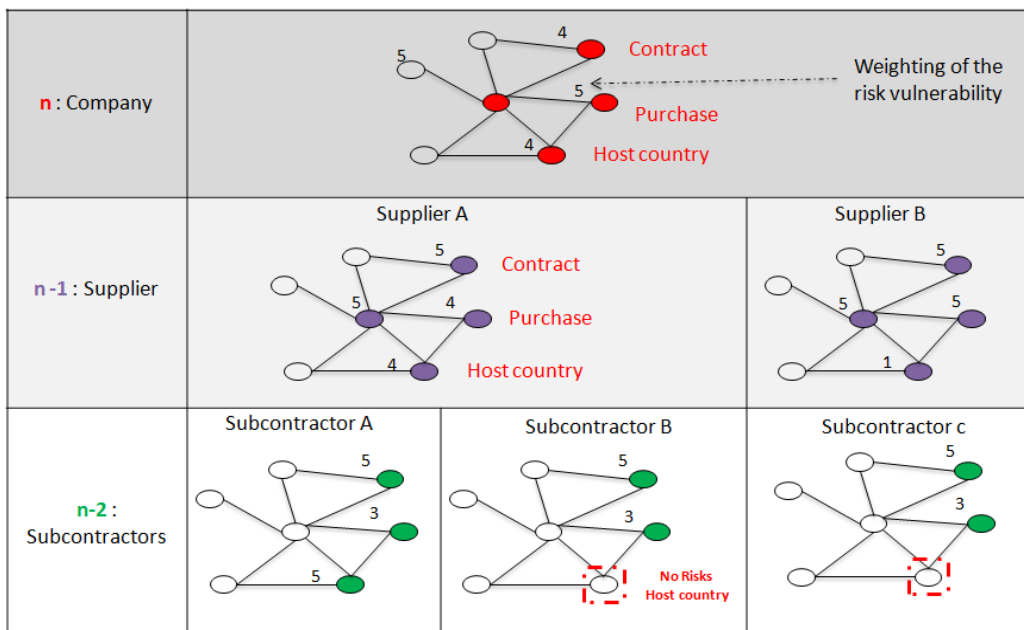 n : Company
4
Contract
5
Weighting of the
risk vulnerability
5
Purchase
4
Host country
n -1 : Supplier
Supplier A
5
Contract
5
4
Purchase
4
Host country
Supplier B
5
5
5
1
n-2 :
Subcontractors
Subcontractor A
5
3
5
Subcontractor B
5
3
No Risks
Host country
Subcontractor c
5
3